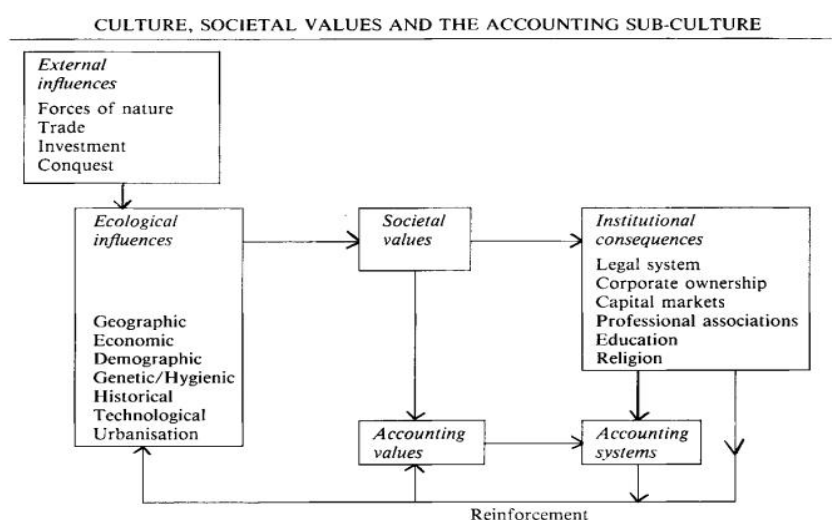 CULTURE, SOCIETAL VALUES AND THE ACCOUNTING SUB-CULTURE
External
influences
Forces of nature
Trade
Investment
Conquest
Ecological
influences
Geographic
Economic
Demographic
Genetic/Hygienic
Historical
Technological
Urbanisation
Societal
values
Institutional
consequences
Legal system
Corporate ownership
Capital markets
Professional associations
Education
Religion
Accounting
values
Accounting
systems
Reinforcement